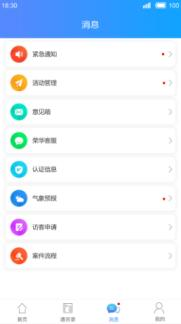 18:30
100
消息
紧急通知
活动管理
意见箱
荣华客服
认证信息
气象预报
访客申请
案件流程
首页
通讯录
消息
我的